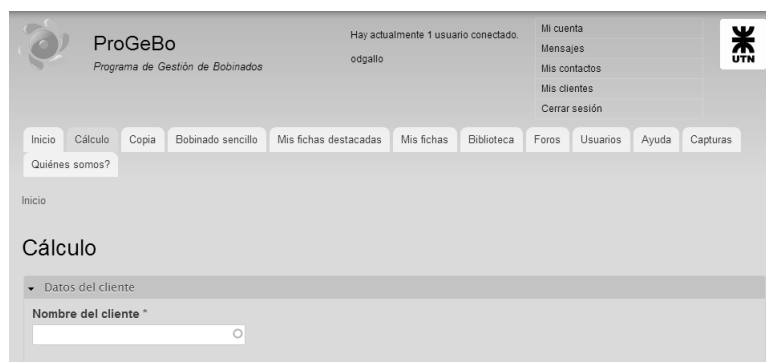 ProGeBo
Programa de Gestión de Bobinados
Hay actualmente 1 usuario conectado.
odgallo
Mi cuenta
Mensajes
Mis contactos
Mis clientes
Cerrar sesión
UTN
Inicio Cálculo Copia Bobinado sencillo Mis fichas destacadas Mis fichas Biblioteca Foros Usuarios Ayuda Capturas
Quiénes somos?
Inicio
Cálculo
Datos del cliente
Nombre del cliente *